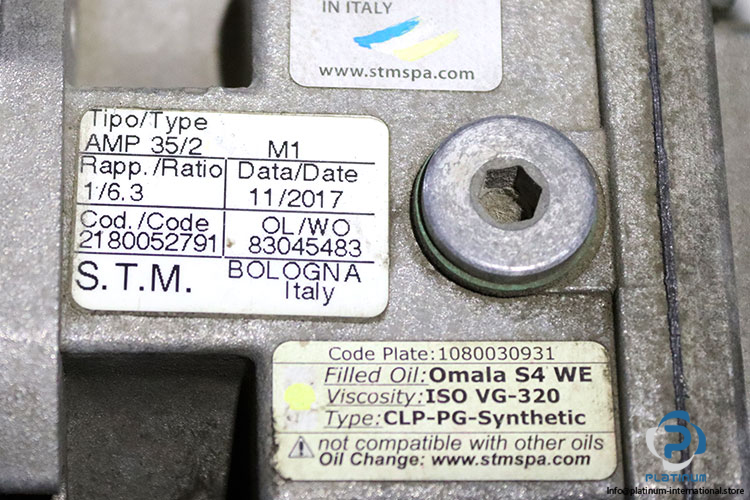 IN ITALY
www.stmspa.com
Tipo/Type
AMP 35/2 M1
Rapp./Ratio Data/Date
1/6.3 11/2017
Cod./Code OL/WO
2180052791 83045483
S.T.M. BOLOGNA
Italy
Code Plate:1080030931
Filled Oil:Omala S4 WE
Viscosity:ISO VG-320
Type:CLP-PG-Synthetic
not compatible with other oils
Oil Change: www.stmspa.com
PLATINUM
Info@platinum-international.store